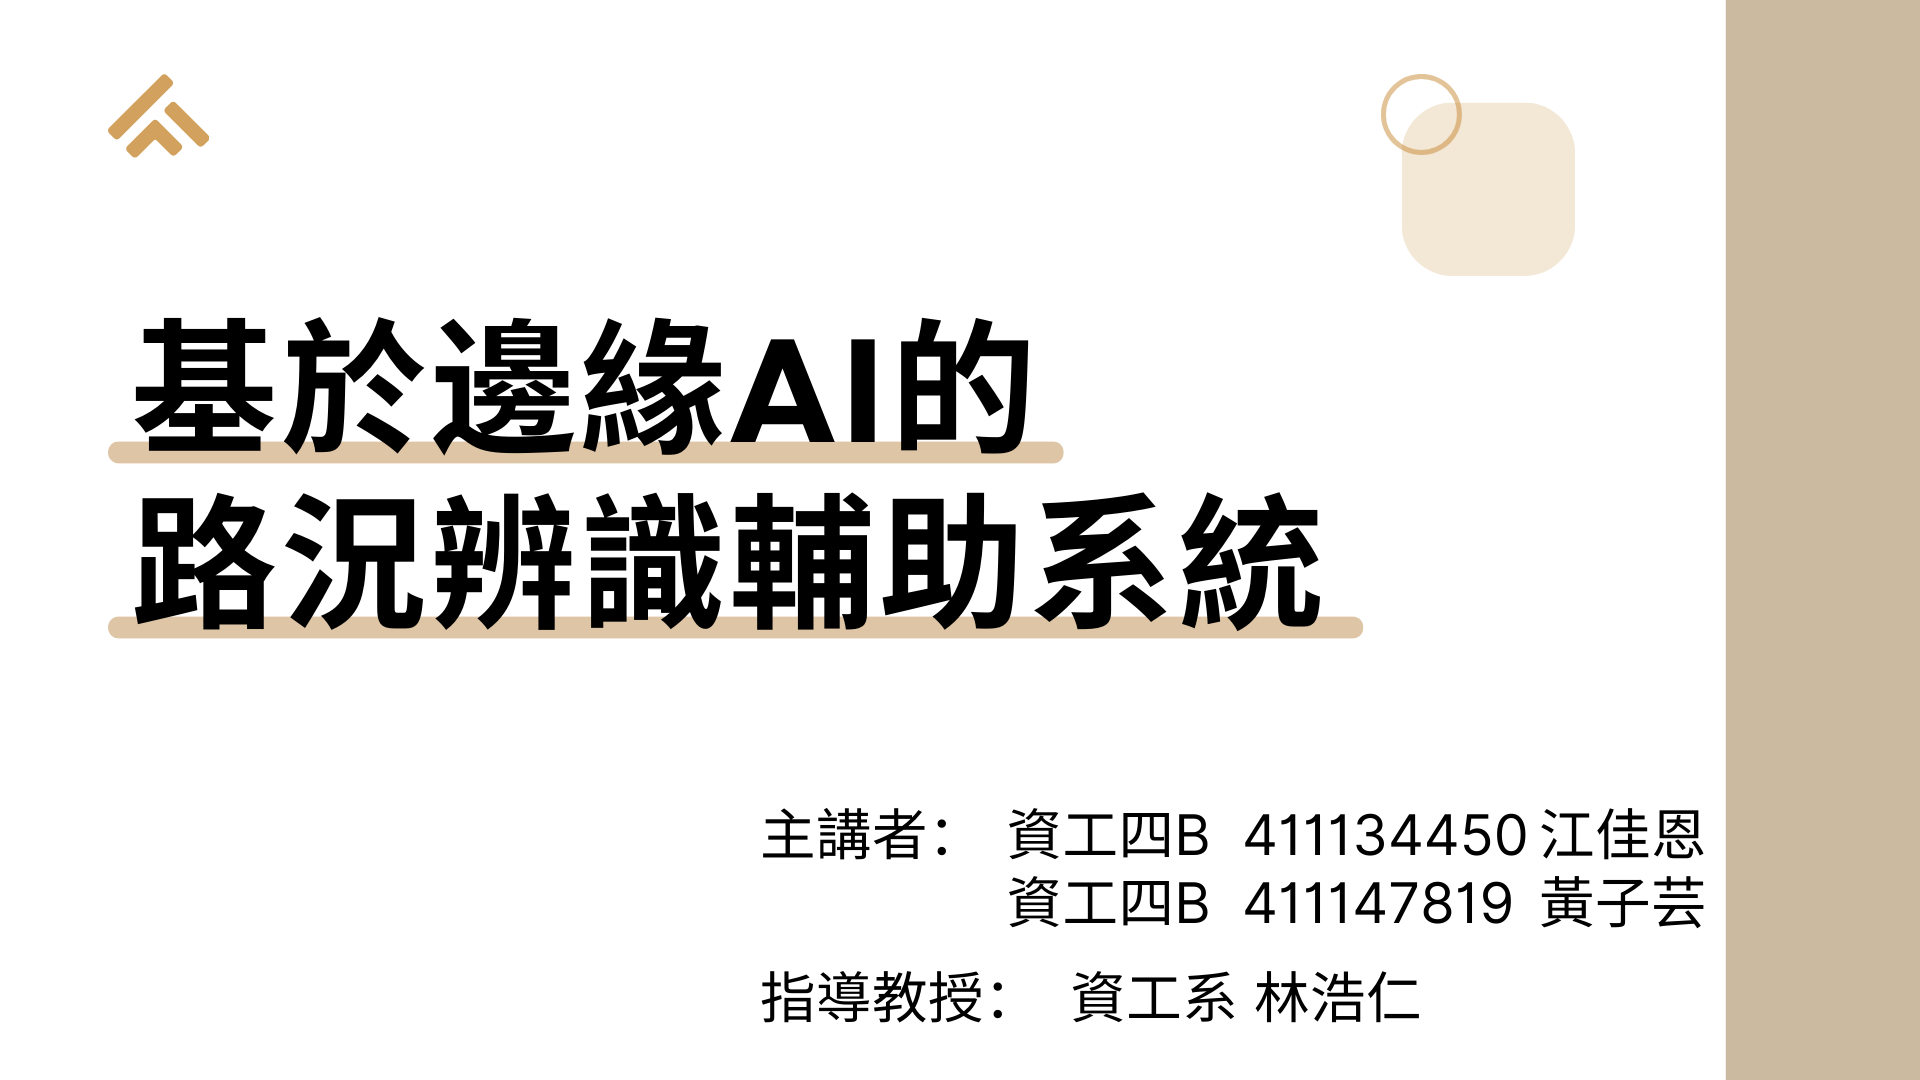 基於邊緣AI的
路況辨識輔助系統
主講者： 資工四B 411134450 江佳恩
資工四B 411147819 黃子芸
指導教授： 資工系 林浩仁